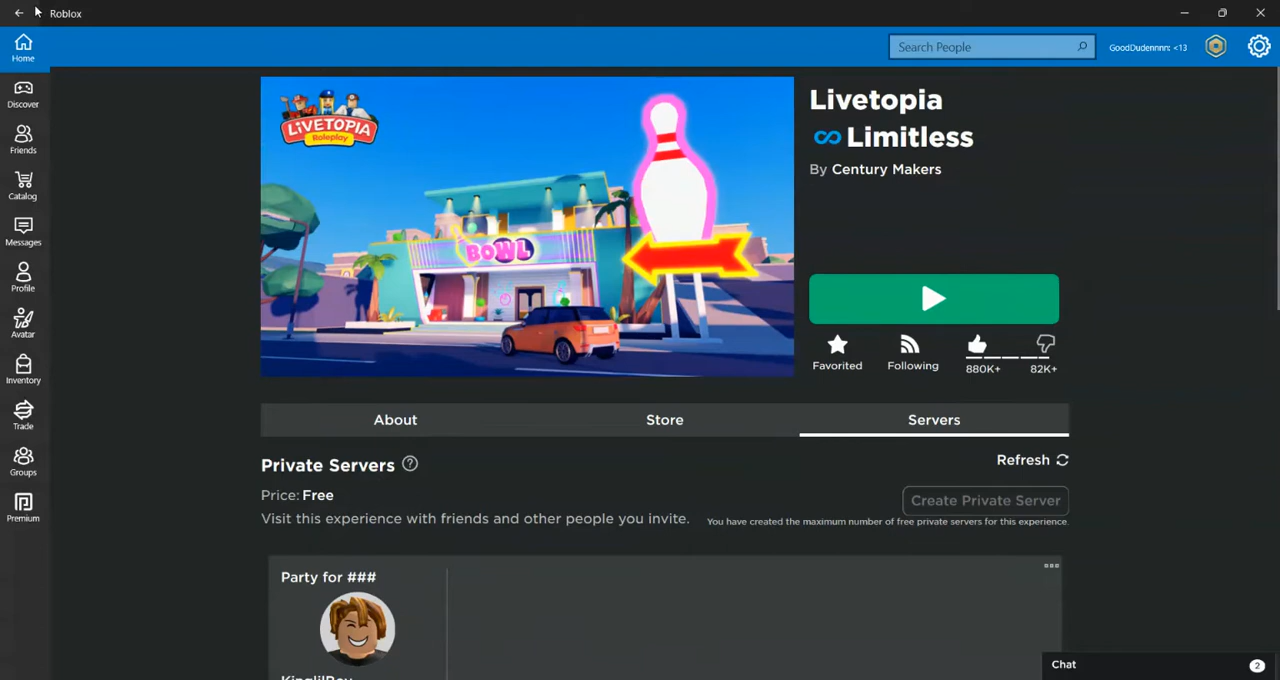 Roblox
Home
Search People
GoodDudennnn: <13
Discover
Friends
Catalog
Messages
Profile
Avatar
Inventory
Trade
Groups
Premium
LIVETOPIA
Roleplay
BOWL
Livetopia
Limitless
By Century Makers
Favorited
Following
880K+
82K+
About
Store
Servers
Private Servers
Refresh
Price: Free
Create Private Server
Visit this experience with friends and other people you invite.
You have created the maximum number of free private servers for this experience.
Party for ###
Chat
2